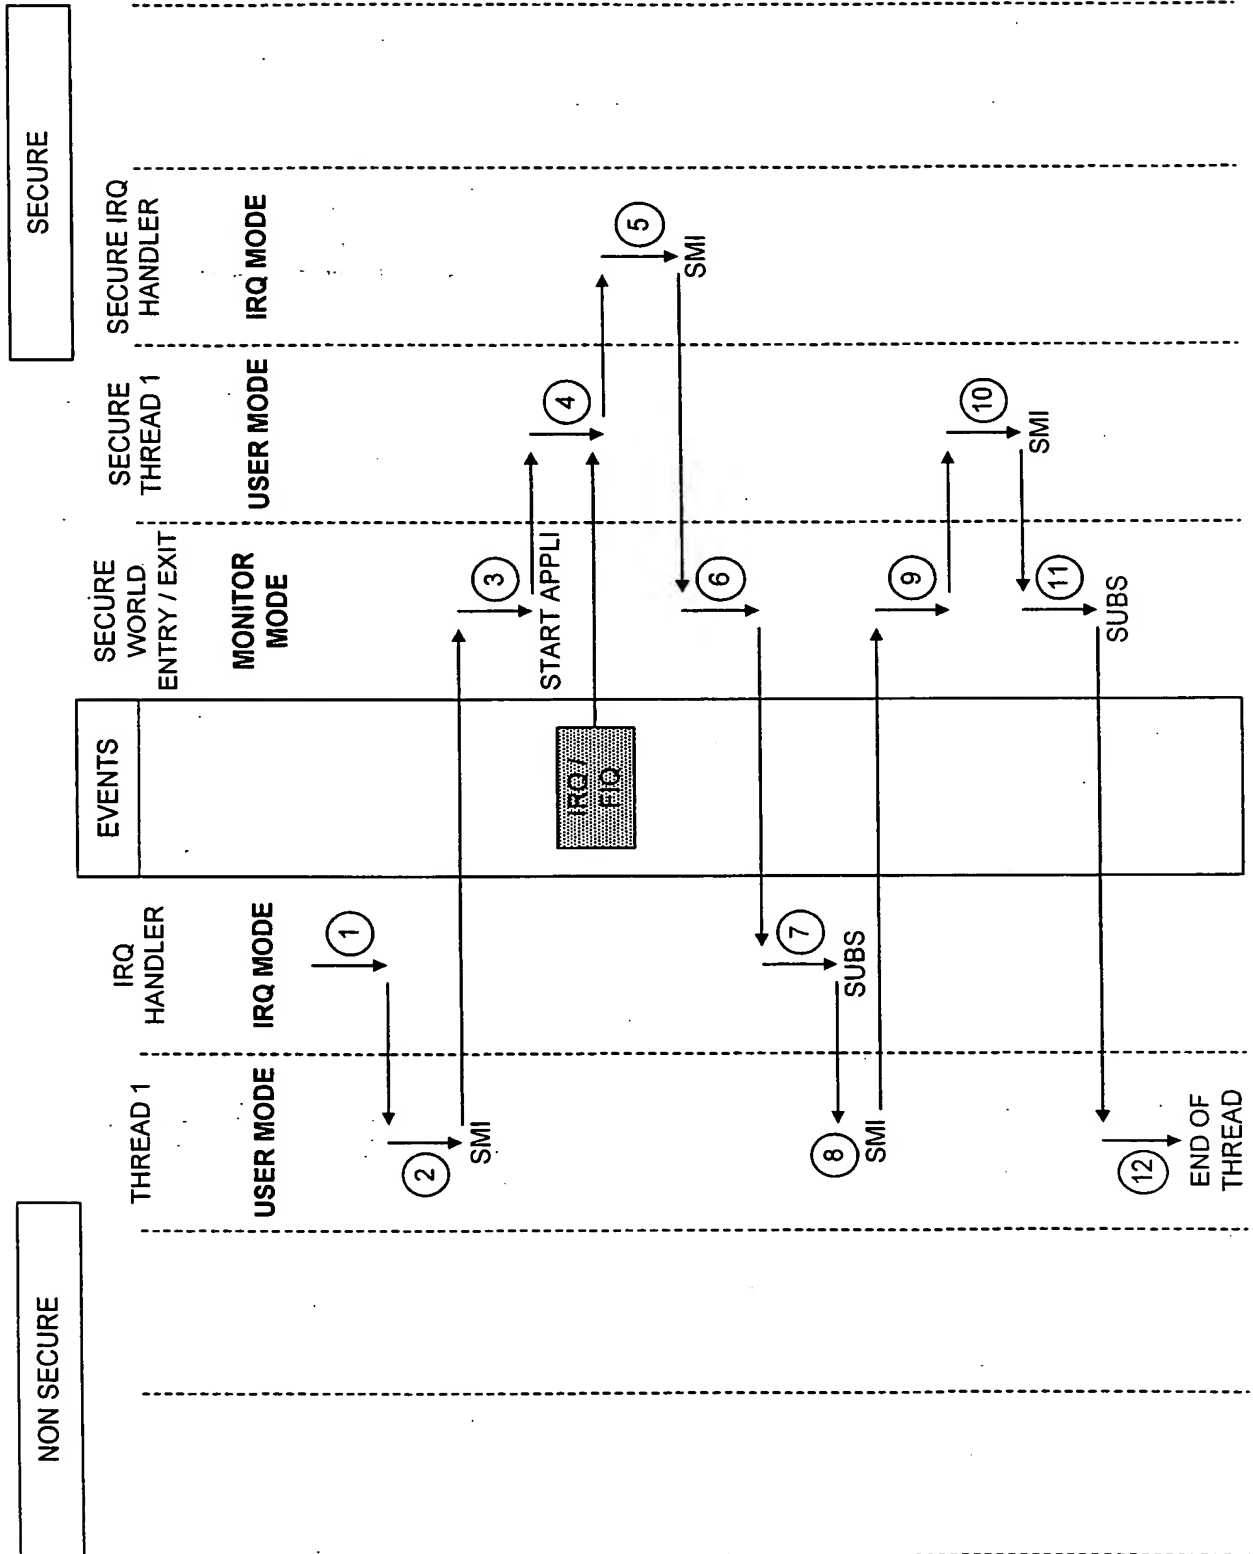 NON SECURE
SECURE
THREAD 1
USER MODE
IRQ
HANDLER
IRQ MODE
EVENTS
SECURE
WORLD
ENTRY / EXIT
MONITOR
MODE
SECURE
THREAD 1
USER MODE
SECURE IRQ
HANDLER
IRQ MODE
1
2
SMI
3
START APPLI
4
IRQ /
FIQ
5
SMI
6
7
SUBS
8
SMI
9
10
SMI
11
SUBS
12
END OF
THREAD